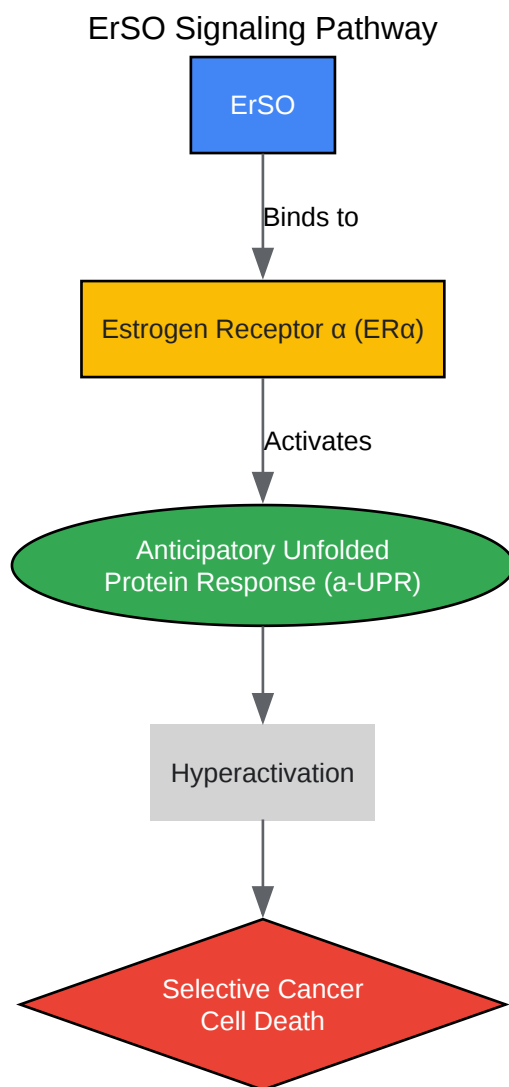 ErSO Signaling Pathway
ErSO
Binds to
Estrogen Receptor α (ERα)
Activates
Anticipatory Unfolded
Protein Response (a-UPR)
Hyperactivation
Selective Cancer
Cell Death